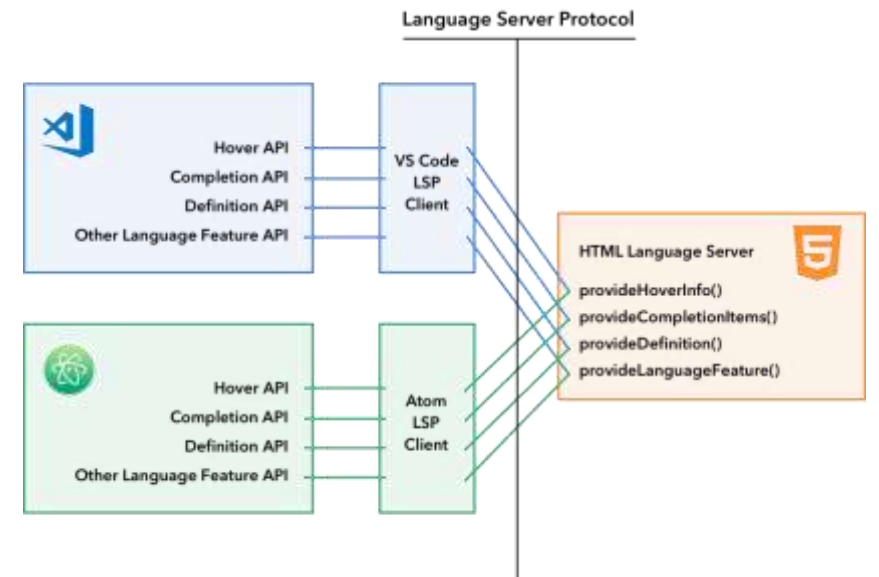 Language Server Protocol
Hover API
Completion API
Definition API
Other Language Feature API
VS Code
LSP
Client
HTML Language Server
provideHoverInfo()
provideCompletionItems()
provideDefinition()
provideLanguageFeature()
Hover API
Completion API
Definition API
Other Language Feature API
Atom
LSP
Client